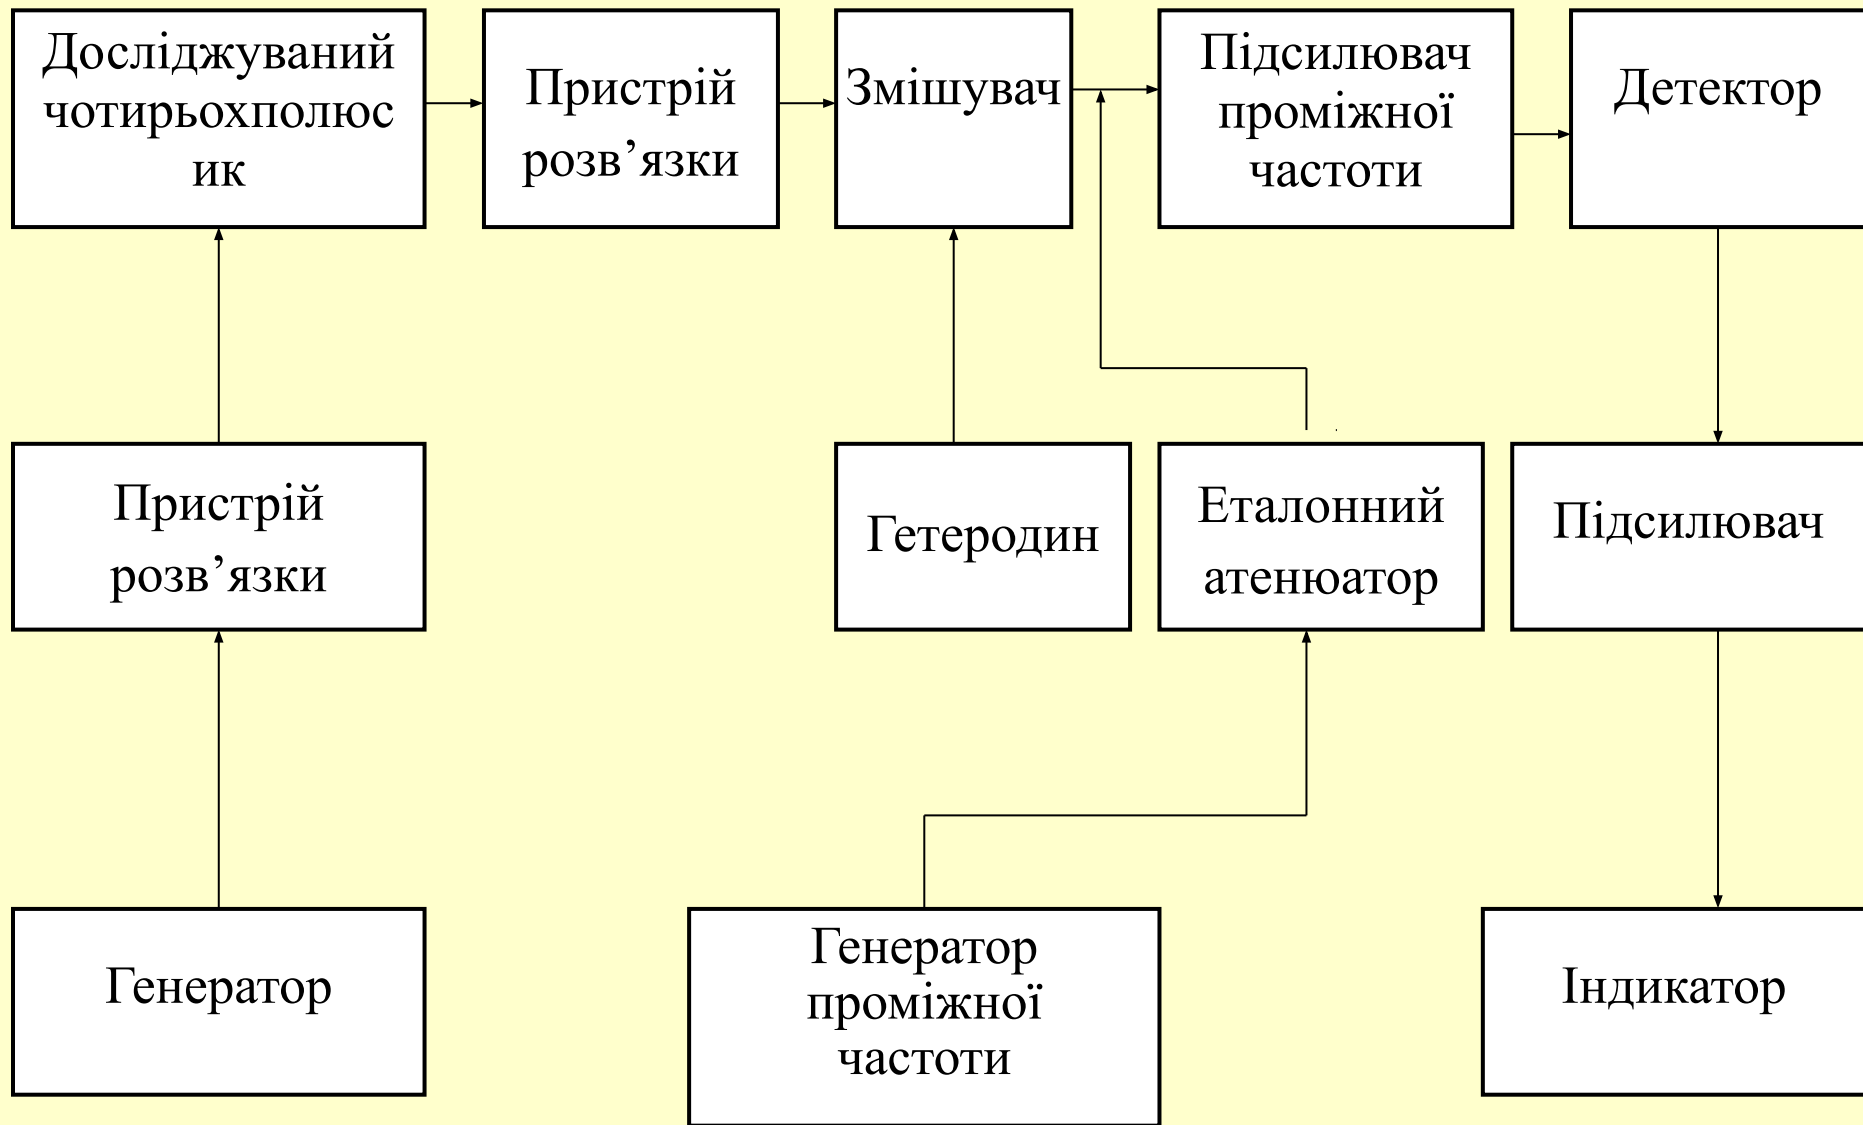 Досліджуваний
чотирьохполюс
ик
Пристрій
розв’язки
Змішувач
Підсилювач
проміжної
частоти
Детектор
Пристрій
розв’язки
Гетеродин
Еталонний
атенюатор
Підсилювач
Генератор
Генератор
проміжної
частоти
Індикатор